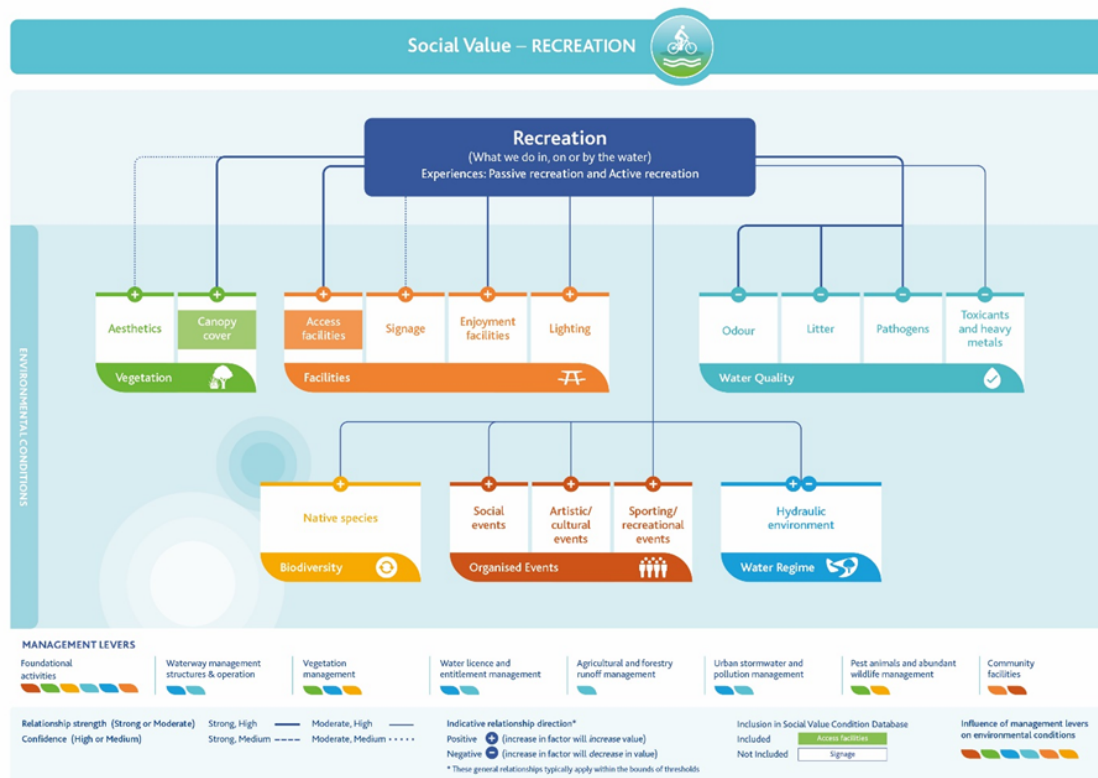 Social Value – RECREATION
Recreation
(What we do in, on or by the water)
Experiences: Passive recreation and Active recreation
ENVIRONMENTAL CONDITIONS
Aesthetics
Canopy
cover
Vegetation
Access
facilities
Signage
Enjoyment
facilities
Lighting
Facilities
Odour
Litter
Pathogens
Toxicants
and heavy
metals
Water Quality
Native species
Biodiversity
Social
events
Artistic/
cultural
events
Sporting/
recreational
events
Organised Events
Hydraulic
environment
Water Regime
MANAGEMENT LEVERS
Foundational
activities
Waterway management
structures & operation
Vegetation
management
Water licence and
entitlement management
Agricultural and forestry
runoff management
Urban stormwater and
pollution management
Pest animals and abundant
wildlife management
Community
facilities
Relationship strength (Strong or Moderate)
Confidence (High or Medium)
Strong, High
Moderate, High
Strong, Medium
Moderate, Medium
Indicative relationship direction*
Positive + (increase in factor will increase value)
Negative − (increase in factor will decrease in value)
* These general relationships typically apply within the bounds of thresholds
Inclusion in Social Value Condition Database
Included Access facilities
Not Included Signage
Influence of management levers
on environmental conditions